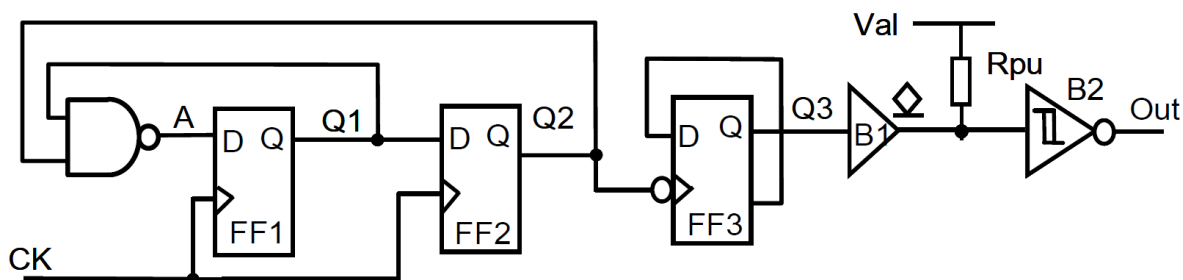 Val
Rpu
B2
Out
A
Q1
Q2
Q3
B1
D Q
FF1
D Q
FF2
D Q
FF3
CK